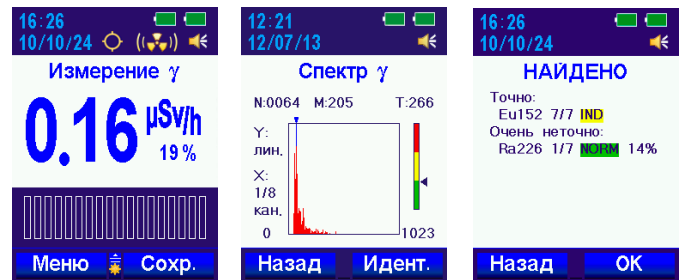 16:26
10/10/24
Измерение γ
0.16 µSv/h
19 %
Меню Сохр.
12:21
12/07/13
Спектр γ
N:0064 M:205 T:266
Y:
лин.
X:
1/8
кан.
0 1023
Назад Идент.
16:26
10/10/24
НАЙДЕНО
Точно:
Eu152 7/7 IND
Очень неточно:
Ra226 1/7 NORM 14%
Назад OK